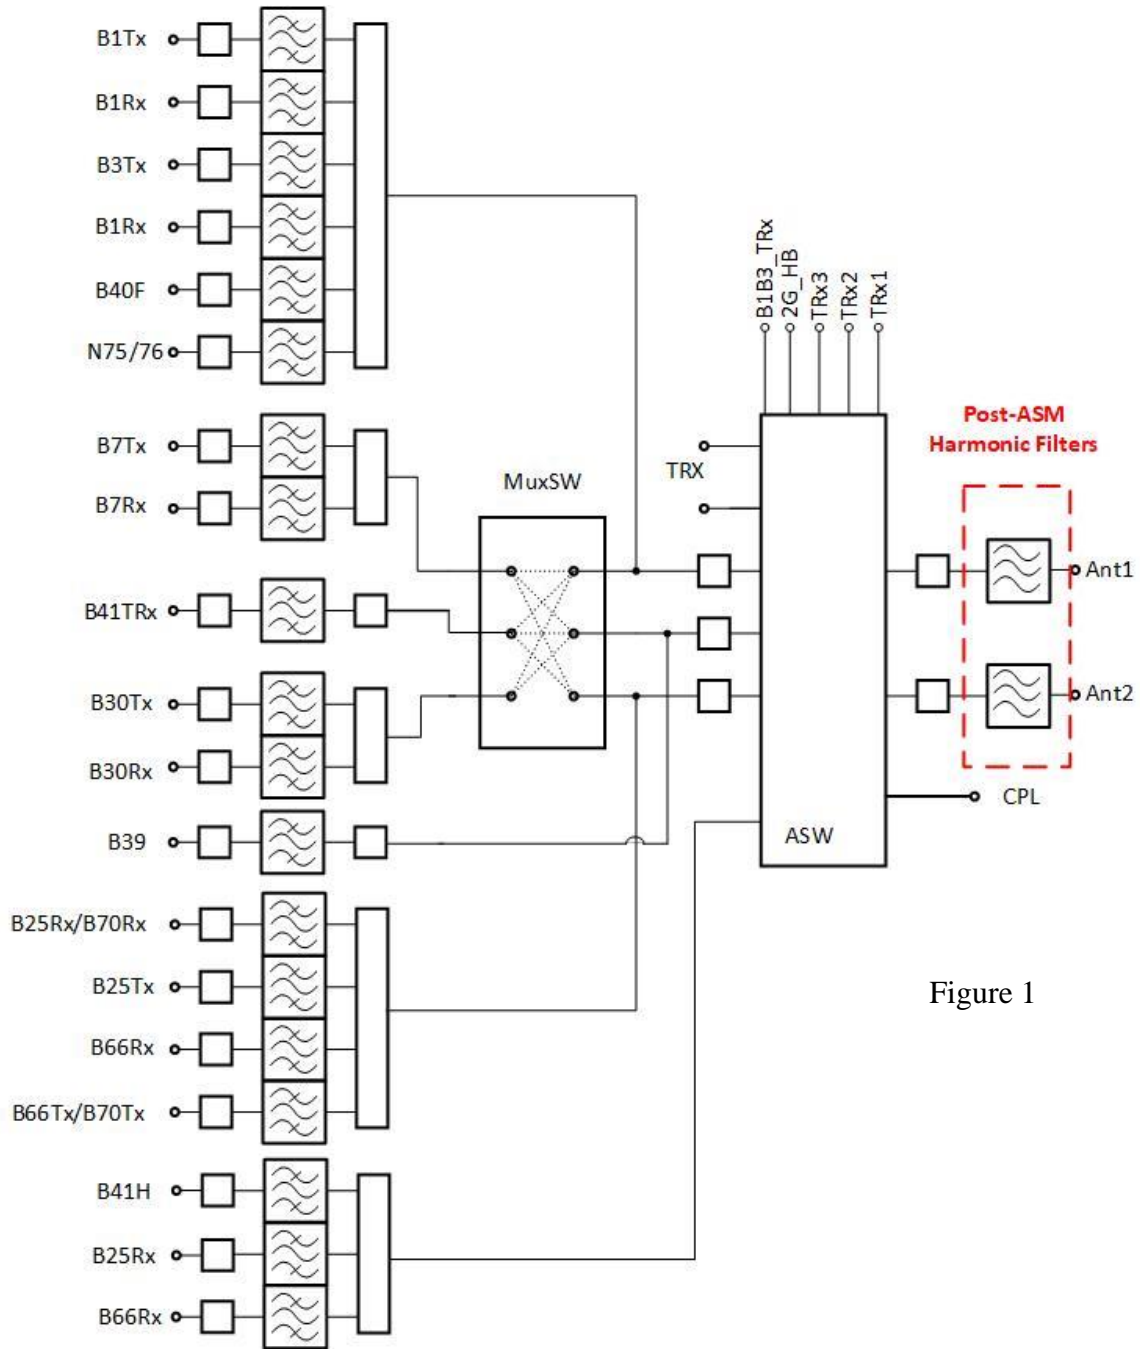 B1Tx
B1Rx
B3Tx
B1Rx
B40F
N75/76
B7Tx
B7Rx
B41TRx
B30Tx
B30Rx
B39
B25Rx/B70Rx
B25Tx
B66Rx
B66Tx/B70Tx
B41H
B25Rx
B66Rx
MuxSW
TRX
B1B3_TRx
2G_HB
TRx3
TRx2
TRx1
ASW
Post-ASM
Harmonic Filters
Ant1
Ant2
CPL
Figure 1